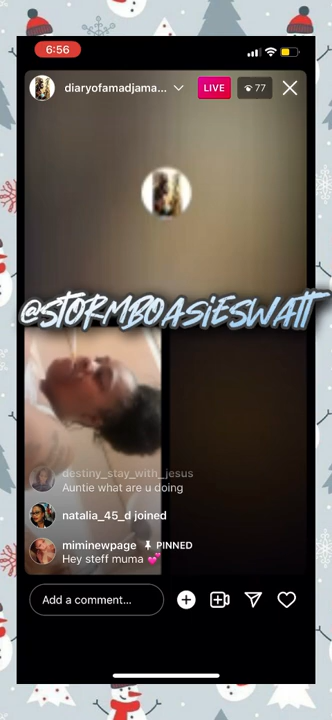 6:56
diaryofamadjama...
LIVE
77
@STORMBOASIESWATT
destiny_stay_with_jesus
Auntie what are u doing
natalia_45_d joined
miminewpage PINNED
Hey steff muma 💕
Add a comment...